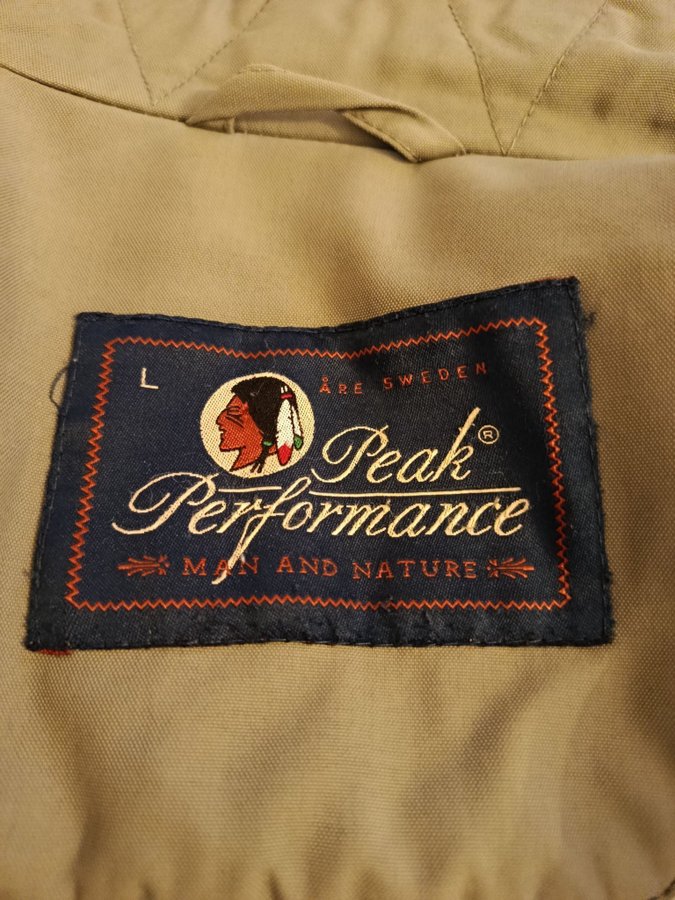 L
ÅRE SWEDEN
Peak®
Performance
MAN AND NATURE